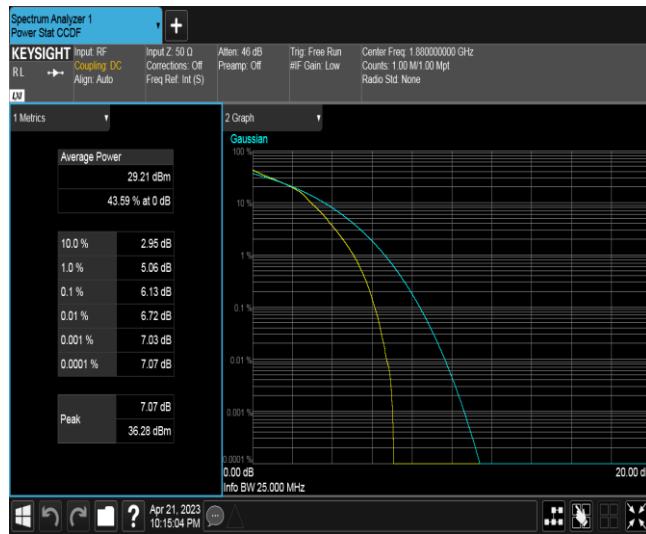 Spectrum Analyzer 1
Power Stat CCDF
+
KEYSIGHT
RL
LXI
Input: RF
Coupling: DC
Align: Auto
Input Z: 50 Ω
Corrections: Off
Freq Ref: Int (S)
Atten: 46 dB
Preamp: Off
Trig: Free Run
#IF Gain: Low
Center Freq: 1.880000000 GHz
Counts: 1.00 M/1.00 Mpt
Radio Std: None
1 Metrics
Average Power
29.21 dBm
43.59 % at 0 dB
10.0 % 2.95 dB
1.0 % 5.06 dB
0.1 % 6.13 dB
0.01 % 6.72 dB
0.001 % 7.03 dB
0.0001 % 7.07 dB
Peak
7.07 dB
36.28 dBm
2 Graph
Gaussian
100 %
10 %
1 %
0.1 %
0.01 %
0.001 %
0.0001 %
0.00 dB
20.00 d
Info BW 25.000 MHz
?
Apr 21, 2023
10:15:04 PM